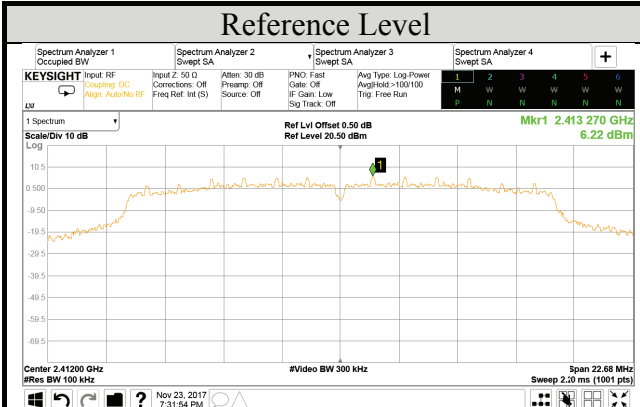 Reference Level
Spectrum Analyzer 1
Occupied BW
Spectrum Analyzer 2
Swept SA
Spectrum Analyzer 3
Swept SA
Spectrum Analyzer 4
Swept SA
+
KEYSIGHT
Input: RF
Coupling: DC
Align: Auto/No RF
Input Z: 50 Ω
Corrections: Off
Freq Ref: Int (S)
Atten: 30 dB
Preamp: Off
Source: Off
PNO: Fast
Gate: Off
IF Gain: Low
Sig Track: Off
Avg Type: Log-Power
Avg|Hold:>100/100
Trig: Free Run
1 2 3 4 5 6
M W W W W W
P N N N N N
1 Spectrum
Scale/Div 10 dB
Ref Lvl Offset 0.50 dB
Ref Level 20.50 dBm
Mkr1 2.413 270 GHz
6.22 dBm
Log
1
10.5
0.500
-9.50
-19.5
-29.5
-39.5
-49.5
-59.5
-69.5
Center 2.41200 GHz
#Res BW 100 kHz
#Video BW 300 kHz
Span 22.68 MHz
Sweep 2.20 ms (1001 pts)
?
Nov 23, 2017
7:31:54 PM